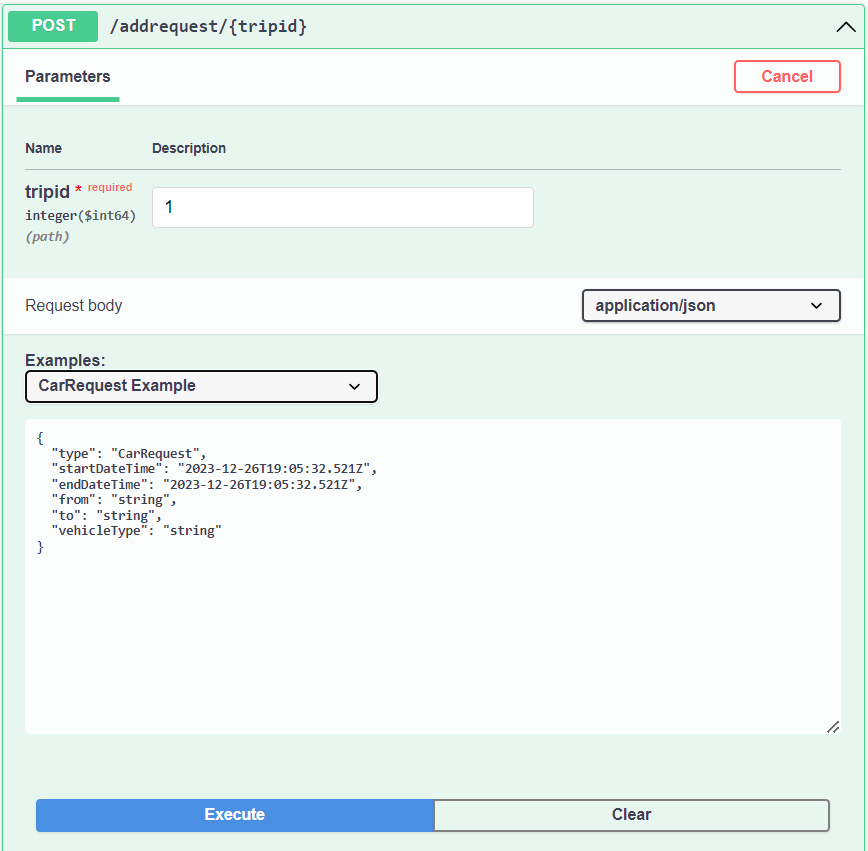 POST /addrequest/{tripid}
Parameters
Cancel
Name Description
tripid * required
integer($int64)
(path)
1
Request body
application/json
Examples:
CarRequest Example
{
  "type": "CarRequest",
  "startDateTime": "2023-12-26T19:05:32.521Z",
  "endDateTime": "2023-12-26T19:05:32.521Z",
  "from": "string",
  "to": "string",
  "vehicleType": "string"
}
Execute Clear